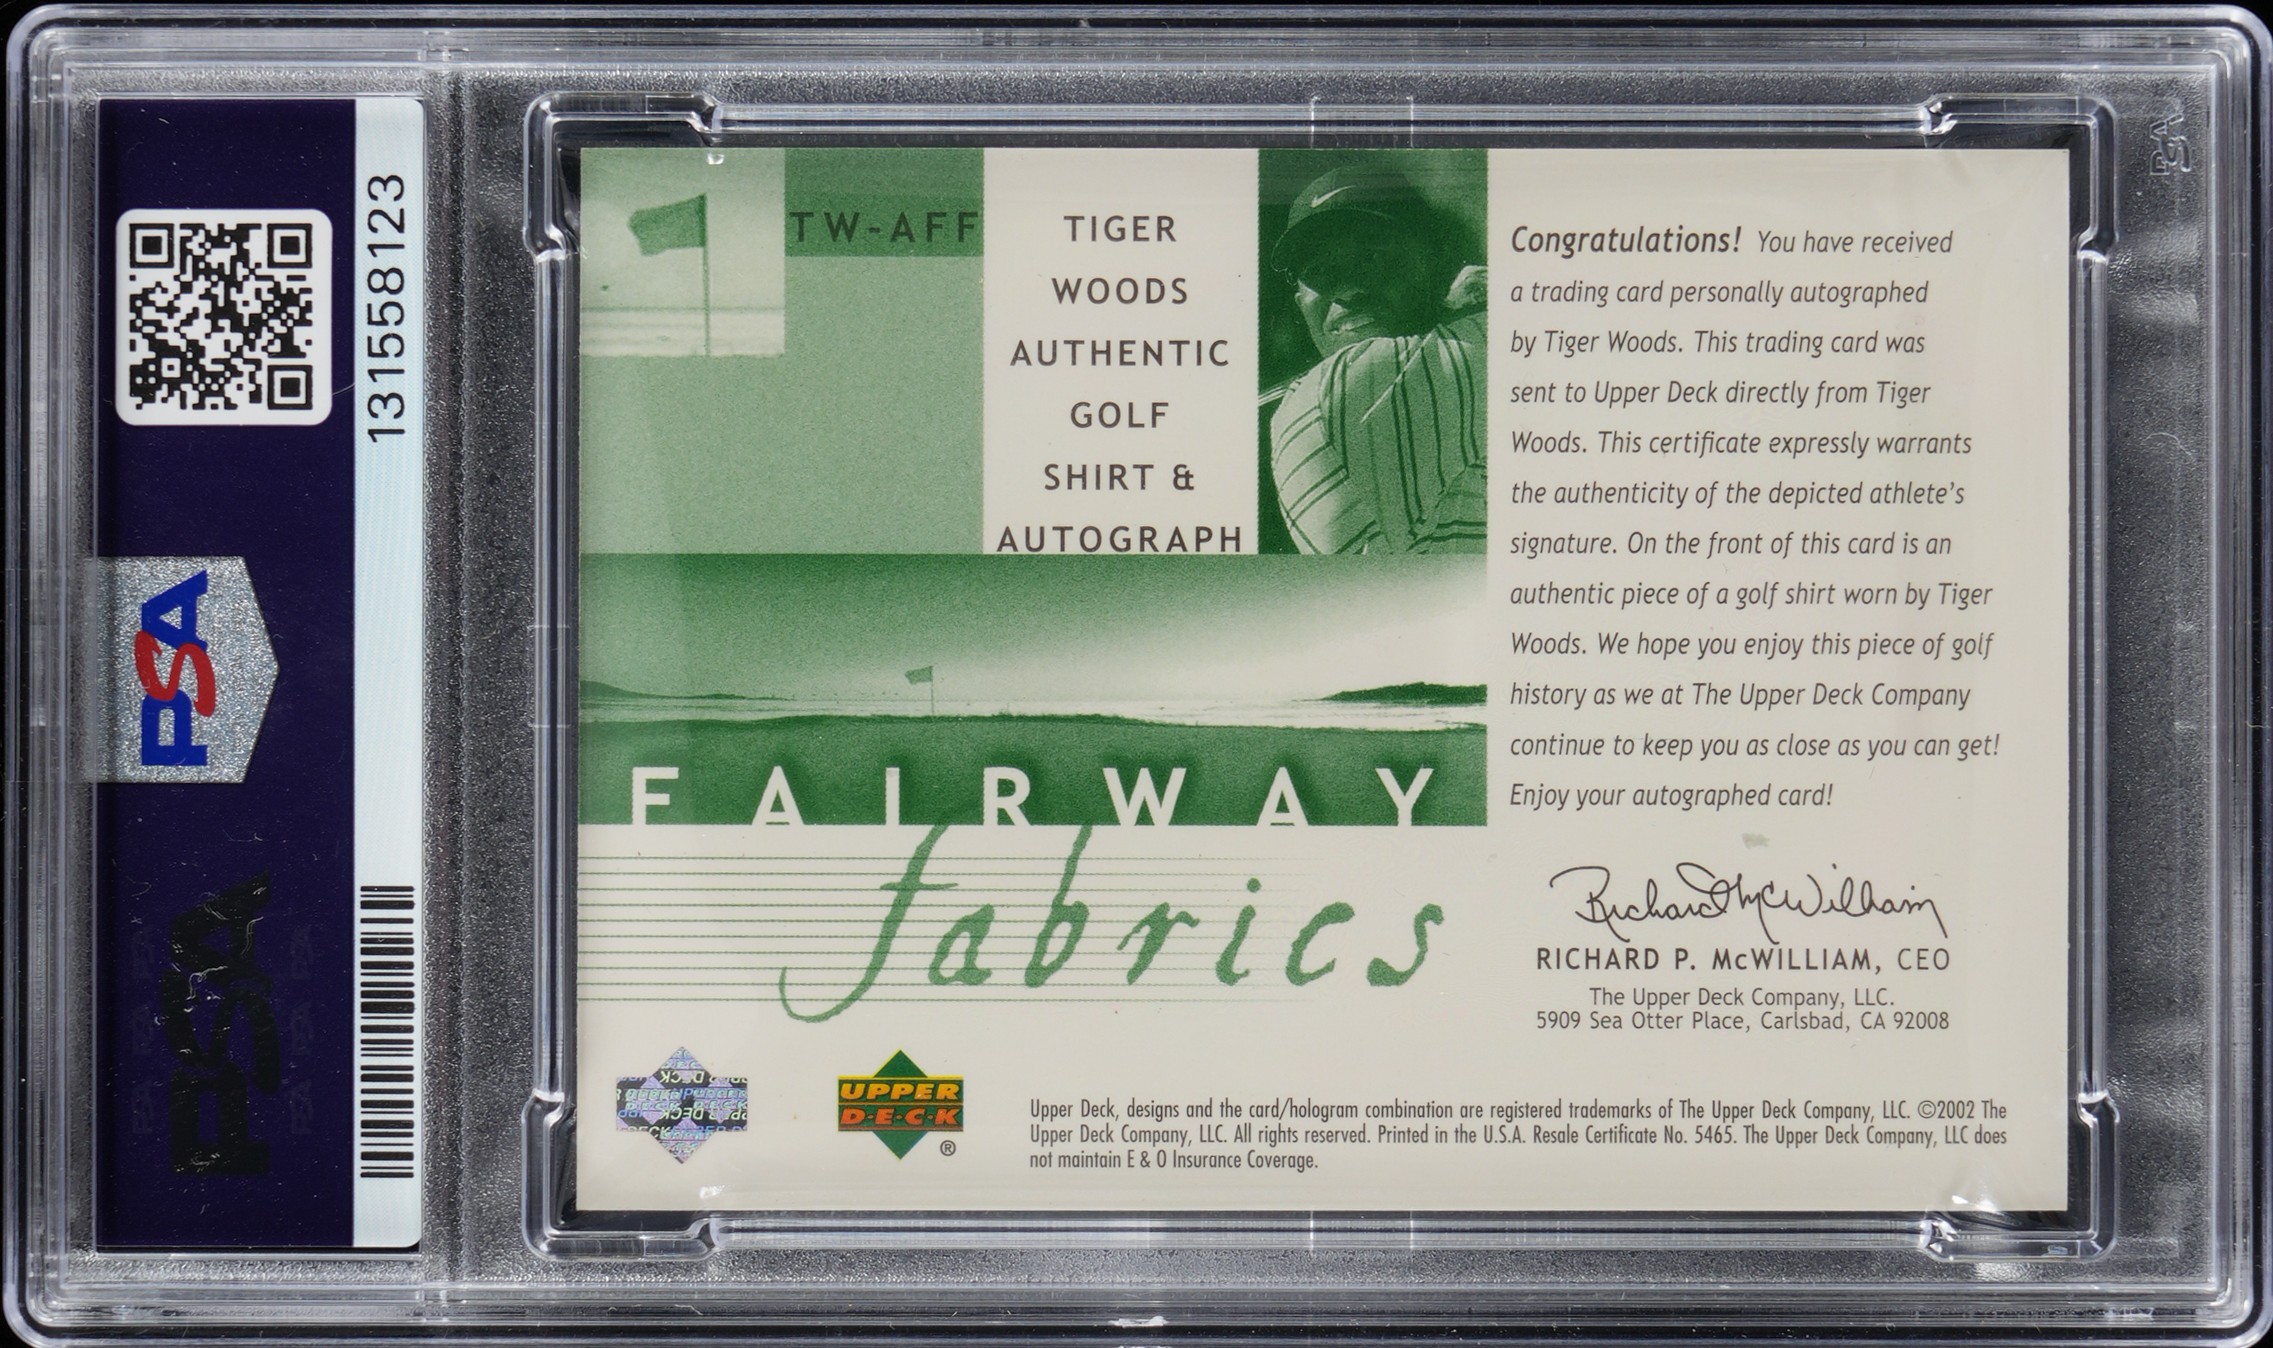 131558123
PSA
PSA
PSA
TW-AFF
TIGER
WOODS
AUTHENTIC
GOLF
SHIRT &
AUTOGRAPH
Congratulations! You have received
a trading card personally autographed
by Tiger Woods. This trading card was
sent to Upper Deck directly from Tiger
Woods. This certificate expressly warrants
the authenticity of the depicted athlete's
signature. On the front of this card is an
authentic piece of a golf shirt worn by Tiger
Woods. We hope you enjoy this piece of golf
history as we at The Upper Deck Company
continue to keep you as close as you can get!
Enjoy your autographed card!
FAIRWAY
fabrics
Richard McWilliam
RICHARD P. McWILLIAM, CEO
The Upper Deck Company, LLC.
5909 Sea Otter Place, Carlsbad, CA 92008
UPPER
D·E·C·K
®
Upper Deck, designs and the card/hologram combination are registered trademarks of The Upper Deck Company, LLC. ©2002 The
Upper Deck Company, LLC. All rights reserved. Printed in the U.S.A. Resale Certificate No. 5465. The Upper Deck Company, LLC does
not maintain E & O Insurance Coverage.